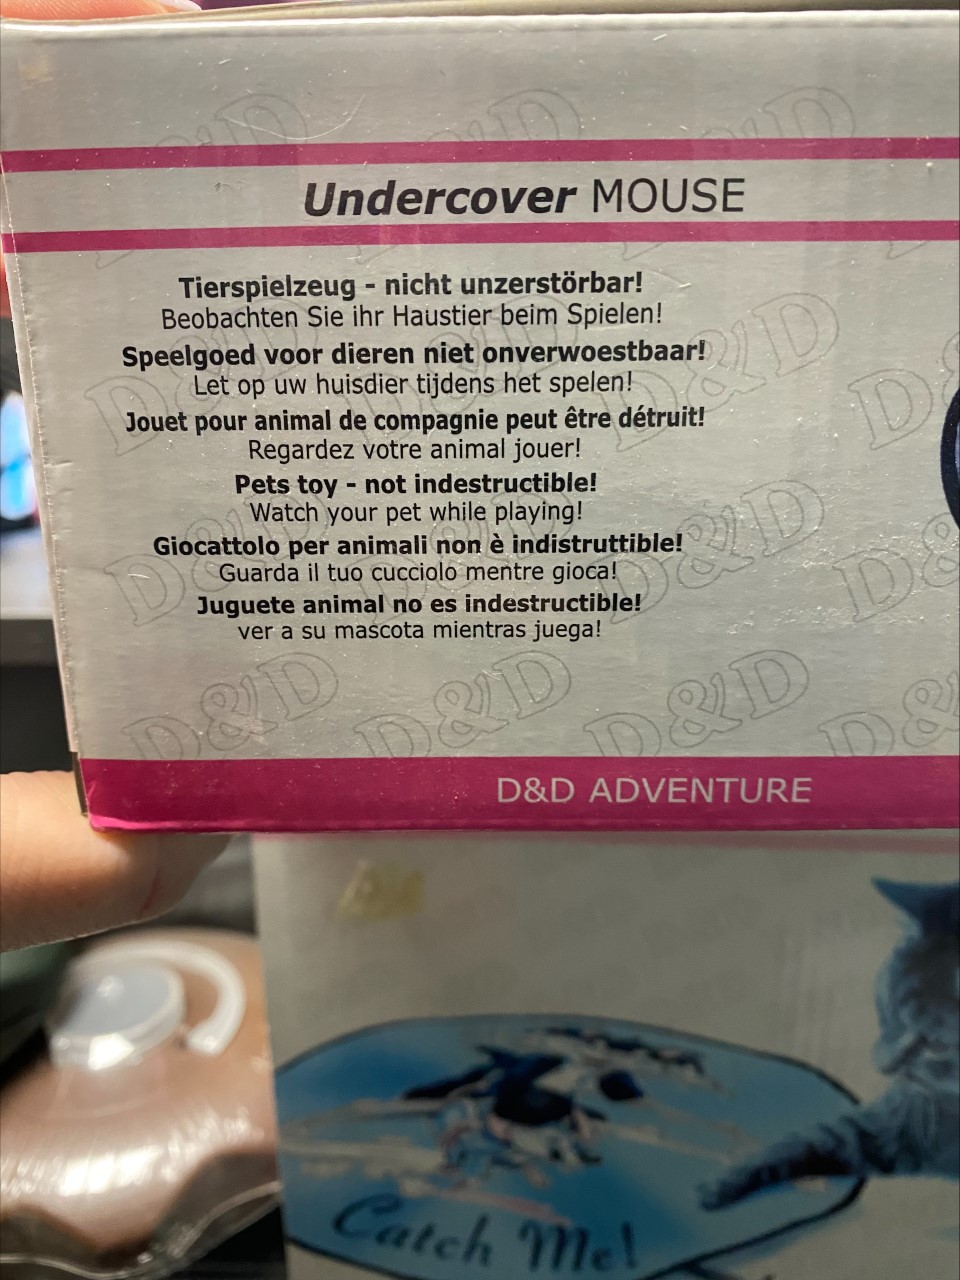 Undercover MOUSE
Tierspielzeug - nicht unzerstörbar!
Beobachten Sie ihr Haustier beim Spielen!
Speelgoed voor dieren niet onverwoestbaar!
Let op uw huisdier tijdens het spelen!
Jouet pour animal de compagnie peut être détruit!
Regardez votre animal jouer!
Pets toy - not indestructible!
Watch your pet while playing!
Giocattolo per animali non è indistruttible!
Guarda il tuo cucciolo mentre gioca!
Juguete animal no es indestructible!
ver a su mascota mientras juega!
D&D ADVENTURE
Catch Me!